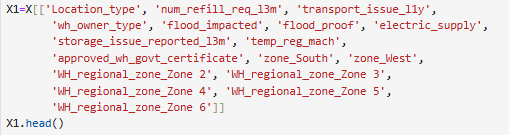 X1=X[['Location_type', 'num_refill_req_l3m', 'transport_issue_l1y',
'wh_owner_type', 'flood_impacted', 'flood_proof', 'electric_supply',
'storage_issue_reported_l3m', 'temp_reg_mach',
'approved_wh_govt_certificate', 'zone_South', 'zone_West',
'WH_regional_zone_Zone 2', 'WH_regional_zone_Zone 3',
'WH_regional_zone_Zone 4', 'WH_regional_zone_Zone 5',
'WH_regional_zone_Zone 6']]
X1.head()